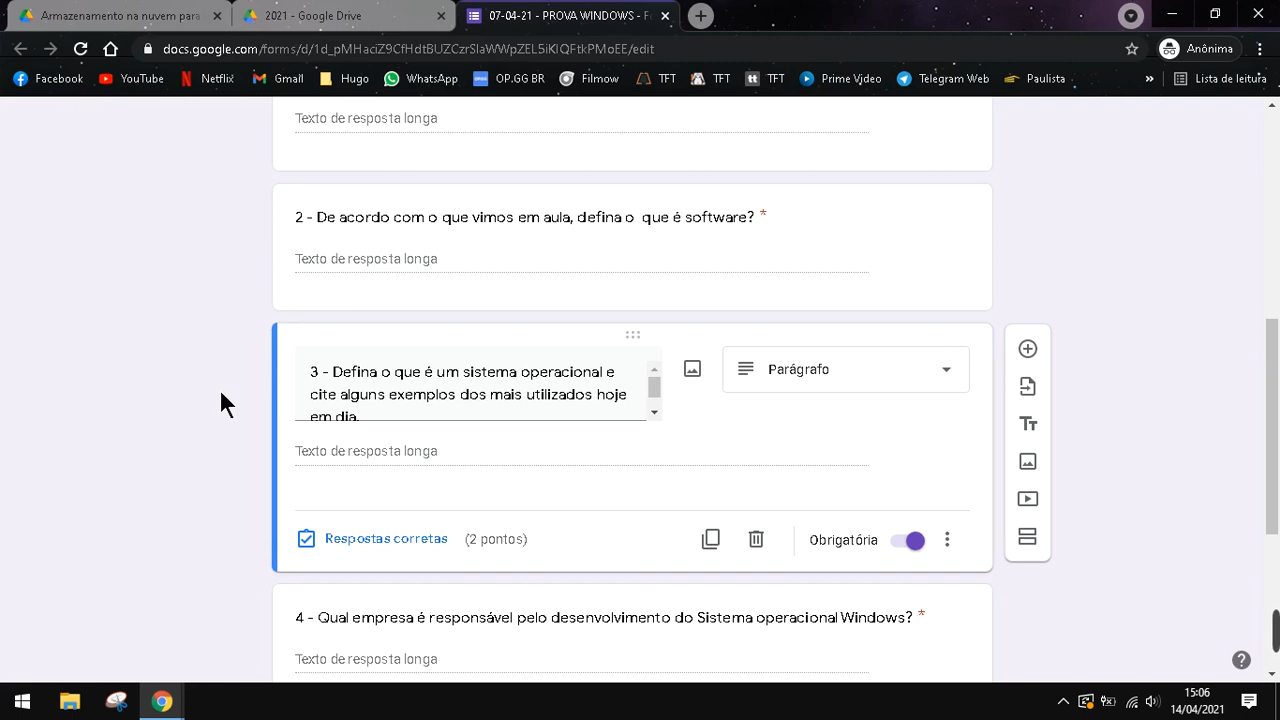 Armazenamento na nuvem para
2021 - Google Drive
07-04-21 - PROVA WINDOWS - Fo
docs.google.com/forms/d/1d_pMHaciZ9CfHdtBUZCzrSlaWWpZEL5iKlQFtkPMoEE/edit
Anônima
Facebook
YouTube
Netflix
Gmail
Hugo
WhatsApp
OP.GG BR
Filmow
TFT
TFT
TFT
Prime Vídeo
Telegram Web
Paulista
»
Lista de leitura
Texto de resposta longa
2 - De acordo com o que vimos em aula, defina o que é software? *
Texto de resposta longa
3 - Defina o que é um sistema operacional e
cite alguns exemplos dos mais utilizados hoje
em dia.
Parágrafo
Texto de resposta longa
Respostas corretas (2 pontos)
Obrigatória
4 - Qual empresa é responsável pelo desenvolvimento do Sistema operacional Windows? *
Texto de resposta longa
15:06
14/04/2021